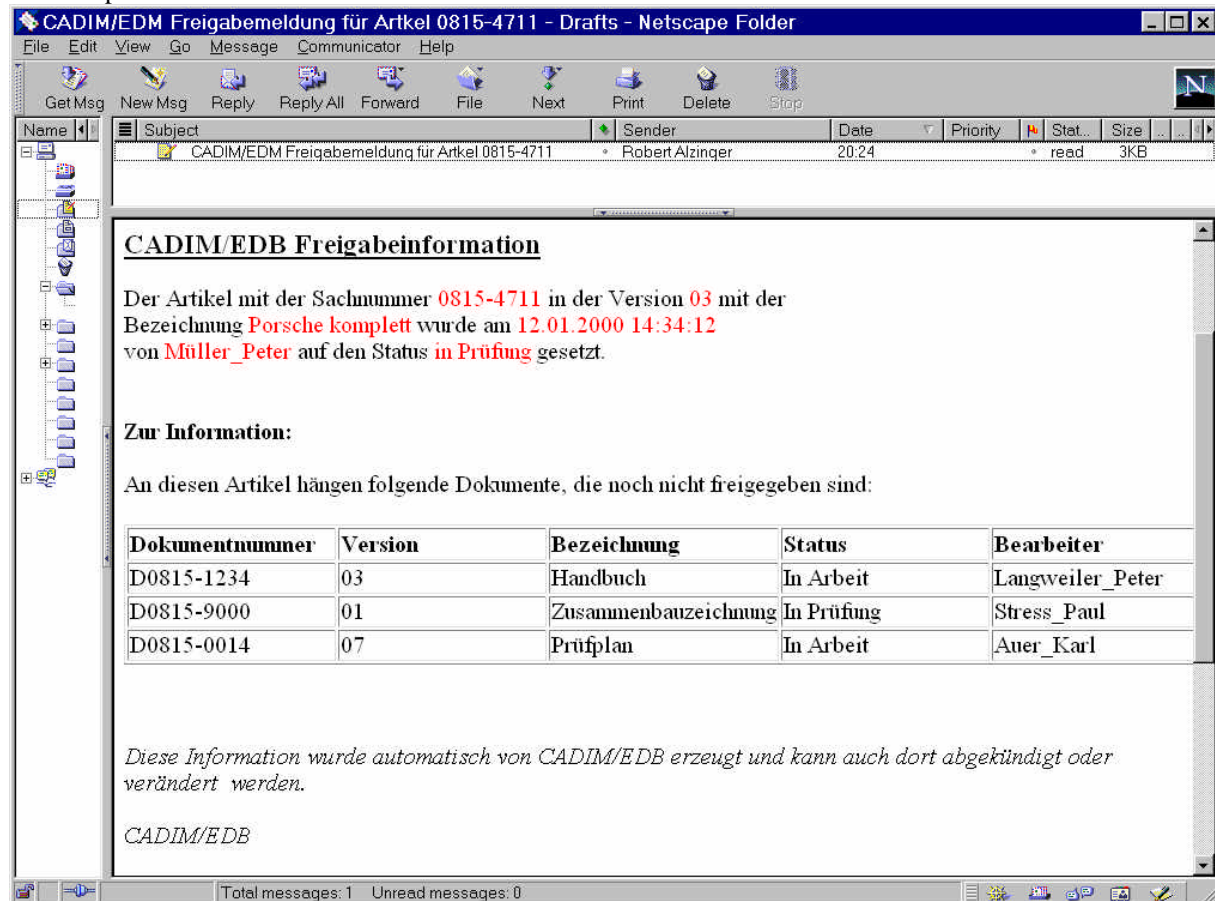 CADIM/EDM Freigabemeldung für Artkel 0815-4711 - Drafts - Netscape Folder
File Edit View Go Message Communicator Help
Get Msg New Msg Reply Reply All Forward File Next Print Delete Stop
N
Name Subject Sender Date Priority Stat... Size ... ...
CADIM/EDM Freigabemeldung für Artkel 0815-4711 Robert Alzinger 20:24 read 3KB
CADIM/EDB Freigabeinformation
Der Artikel mit der Sachnummer 0815-4711 in der Version 03 mit der
Bezeichnung Porsche komplett wurde am 12.01.2000 14:34:12
von Müller_Peter auf den Status in Prüfung gesetzt.
Zur Information:
An diesen Artikel hängen folgende Dokumente, die noch nicht freigegeben sind:
Dokumentnummer Version Bezeichnung Status Bearbeiter
D0815-1234 03 Handbuch In Arbeit Langweiler_Peter
D0815-9000 01 Zusammenbauzeichnung In Prüfung Stress_Paul
D0815-0014 07 Prüfplan In Arbeit Auer_Karl
Diese Information wurde automatisch von CADIM/EDB erzeugt und kann auch dort abgekündigt oder
verändert werden.
CADIM/EDB
Total messages: 1 Unread messages: 0